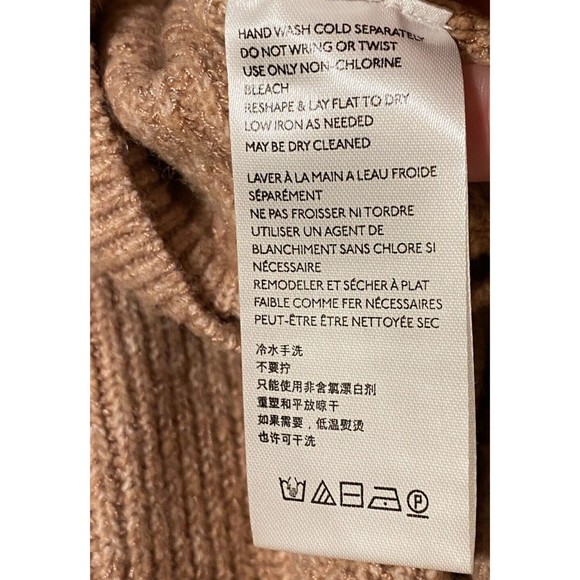 HAND WASH COLD SEPARATELY
DO NOT WRING OR TWIST
USE ONLY NON-CHLORINE
BLEACH
RESHAPE & LAY FLAT TO DRY
LOW IRON AS NEEDED
MAY BE DRY CLEANED
LAVER À LA MAIN A LEAU FROIDE
SÉPARÉMENT
NE PAS FROISSER NI TORDRE
UTILISER UN AGENT DE
BLANCHIMENT SANS CHLORE SI
NÉCESSAIRE
REMODELER ET SÉCHER À PLAT
FAIBLE COMME FER NÉCESSAIRES
PEUT-ÊTRE ÊTRE NETTOYÉE SEC
冷水手洗
不要拧
只能使用非含氯漂白剂
重塑和平放晾干
如果需要，低温熨烫
也许可干洗
P